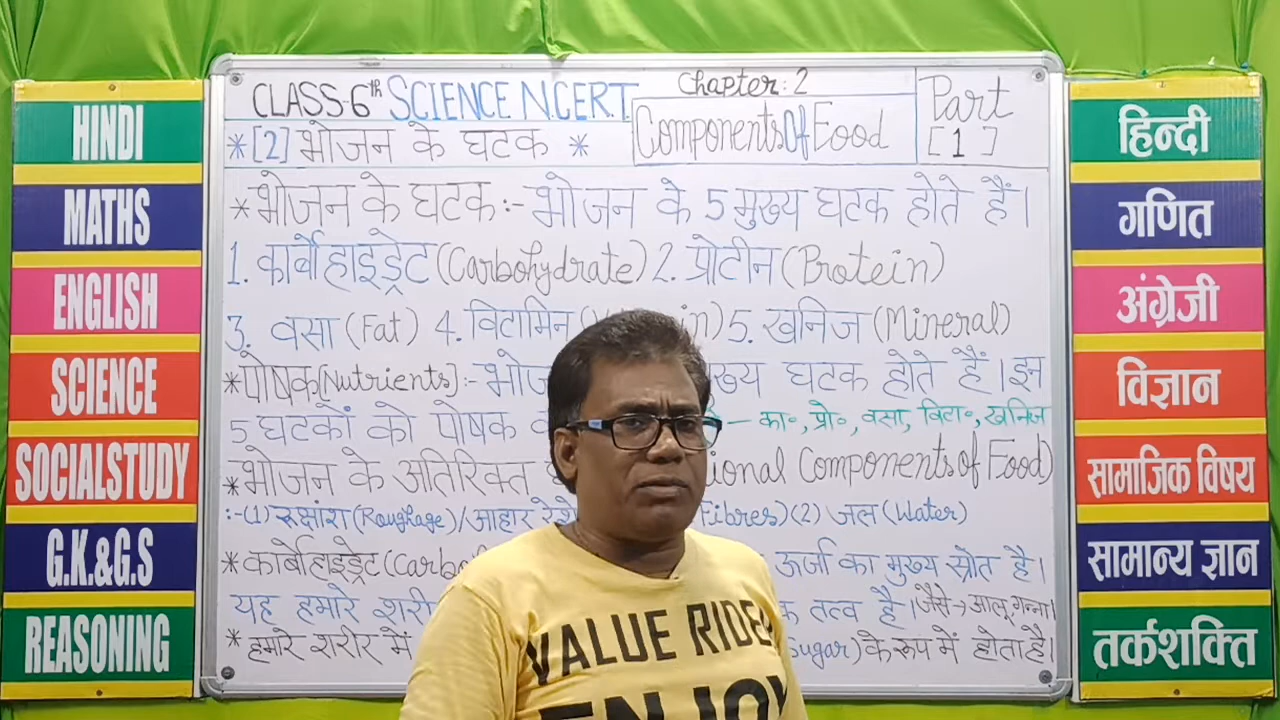 HINDI
MATHS
ENGLISH
SCIENCE
SOCIALSTUDY
G.K.&G.S
REASONING
CLASS-6th SCIENCE N.C.E.R.T.
Chapter: 2
Part
[1]
*[2] भोजन के घटक *
Components Of Food
*भोजन के घटक:- भोजन के 5 मुख्य घटक होते हैं।
1. कार्बोहाइड्रेट (Carbohydrate) 2. प्रोटीन (Protein)
3. वसा (Fat) 4. विटामिन 5. खनिज (Mineral)
*पोषक [Nutrients]:- घटक होते हैं। इन
5 घटकों को पोषक – का०, प्रो०, वसा, विटा०, खनिज
*भोजन के अतिरिक्त Components of Food)
:-(1) रूक्षांश (Roughage)/आहार Fibres) (2) जल (Water)
*कार्बोहाइड्रेट ऊर्जा का मुख्य स्रोत है।
यह हमारे तत्व है। जैसे→ आलू, गन्ना।
*हमारे शरीर में Sugar) के रूप में होता है।
VALUE
ENJOY
हिन्दी
गणित
अंग्रेजी
विज्ञान
सामाजिक विषय
सामान्य ज्ञान
तर्कशक्ति